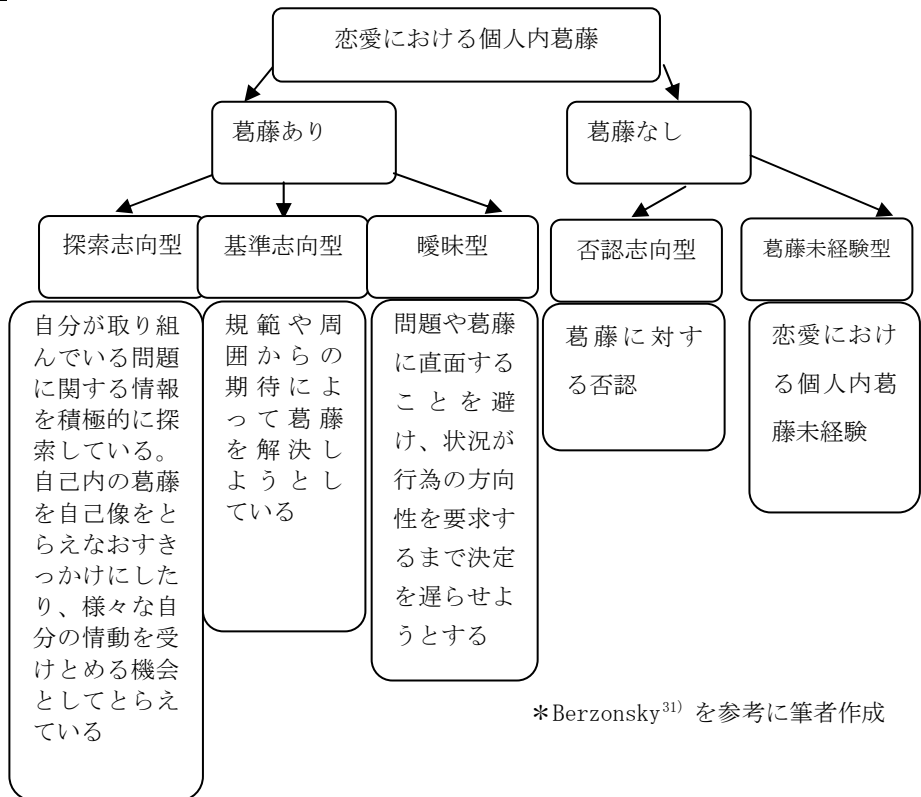 恋愛における個人内葛藤
葛藤あり
葛藤なし
探索志向型
基準志向型
曖昧型
否認志向型
葛藤未経験型
自分が取り組
んでいる問題
に関する情報
を積極的に探
索している。
自己内の葛藤
を自己像をと
らえなおすき
っかけにした
り、様々な自
分の情動を受
けとめる機会
としてとらえ
ている
規範や周
囲からの
期待によ
って葛藤
を解決し
ようとし
ている
問題や葛藤
に直面する
ことを避
け、状況が
行為の方向
性を要求す
るまで決定
を遅らせよ
うとする
葛藤に対す
る否認
恋愛におけ
る個人内葛
藤未経験
＊Berzonsky31) を参考に筆者作成